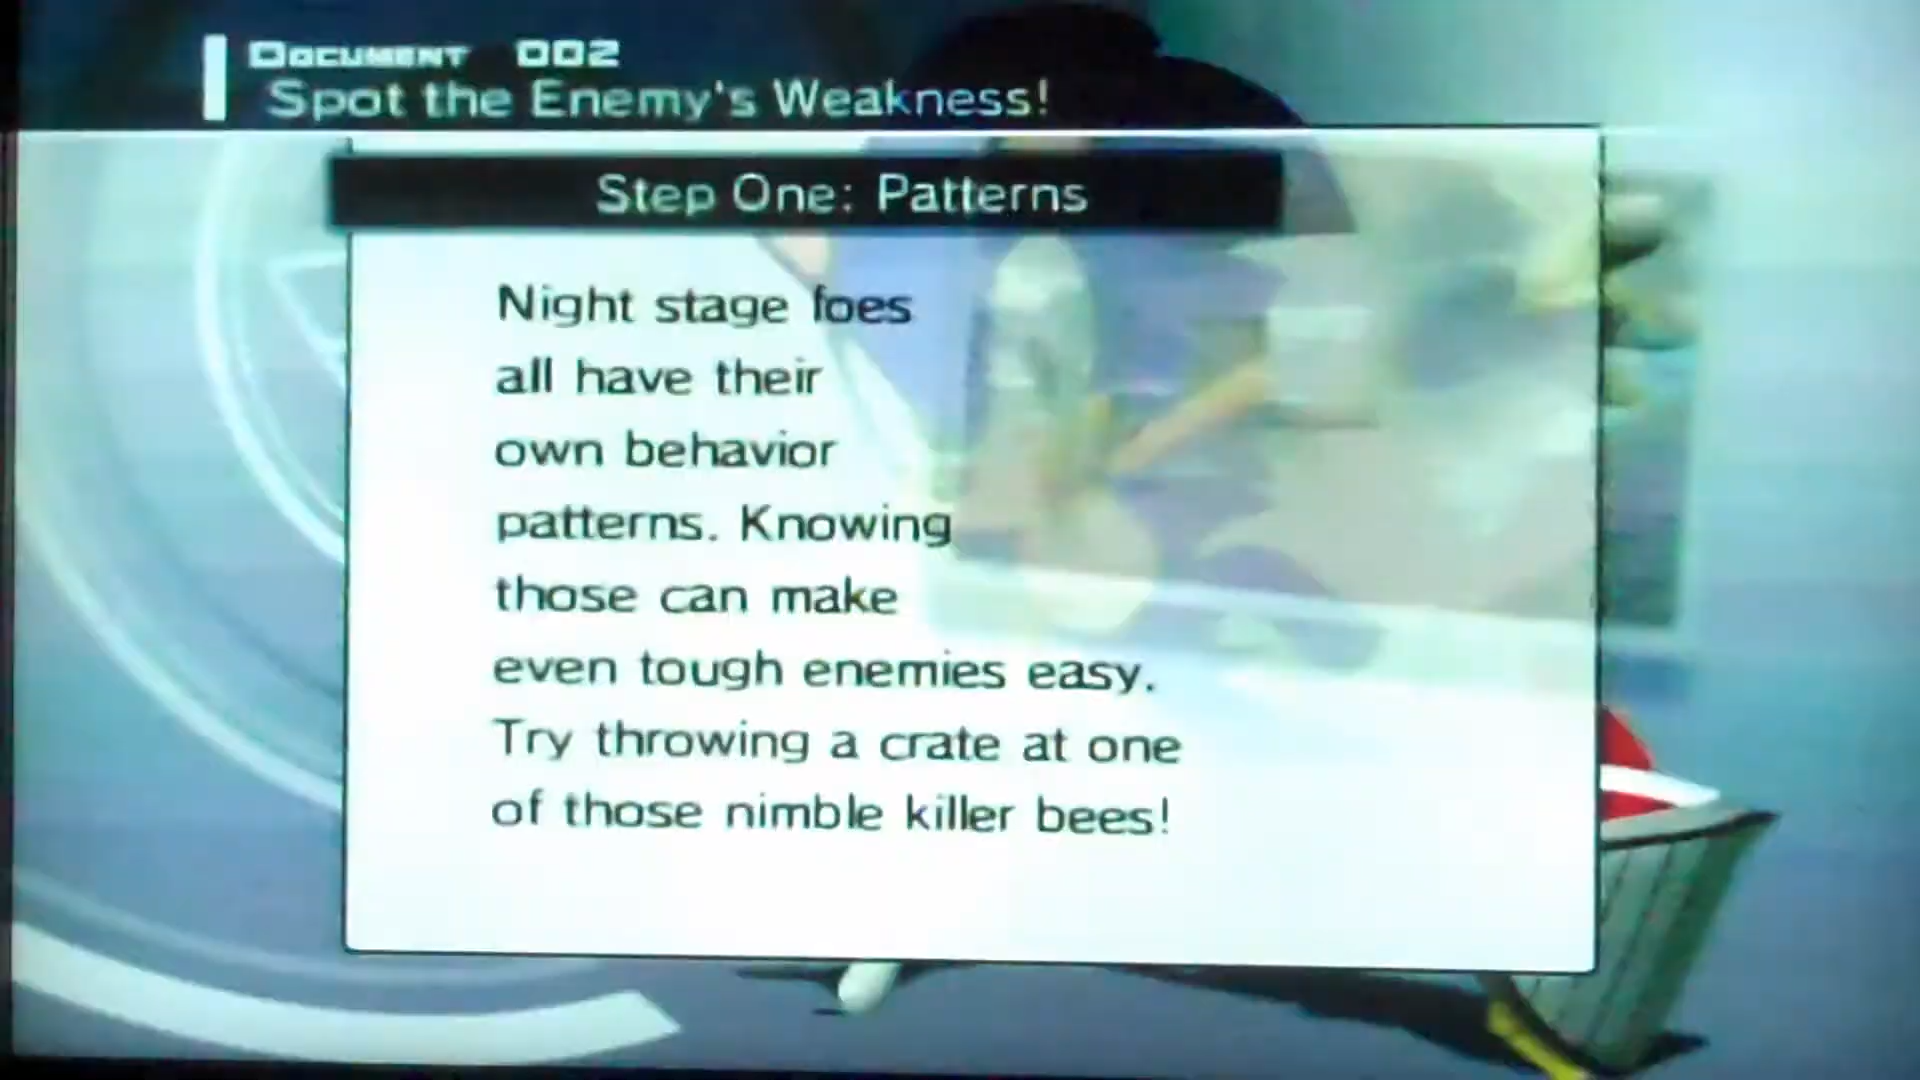 DOCUMENT 002
Spot the Enemy's Weakness!
Step One: Patterns
Night stage foes
all have their
own behavior
patterns. Knowing
those can make
even tough enemies easy.
Try throwing a crate at one
of those nimble killer bees!